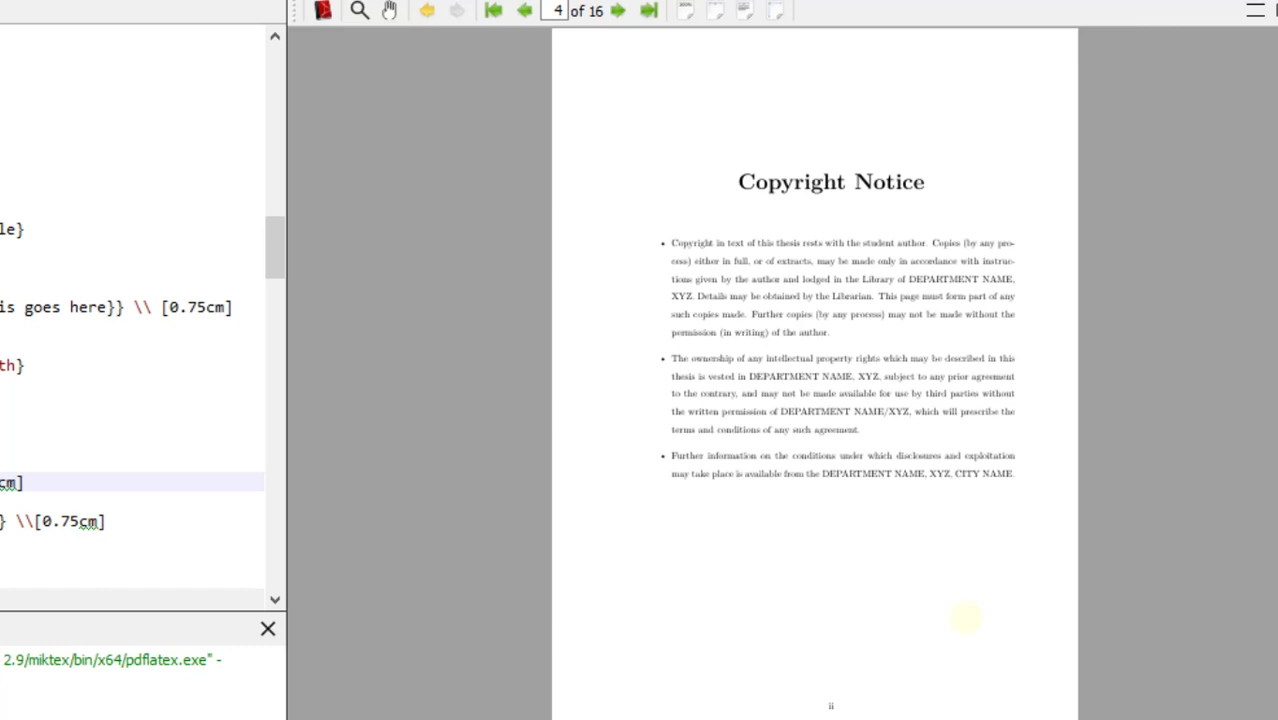 4 of 16
le}
is goes here}} \\ [0.75cm]
th}
cm]
} \\[0.75cm]
2.9/miktex/bin/x64/pdflatex.exe" -
Copyright Notice
• Copyright in text of this thesis rests with the student author. Copies (by any pro-
cess) either in full, or of extracts, may be made only in accordance with instruc-
tions given by the author and lodged in the Library of DEPARTMENT NAME,
XYZ. Details may be obtained by the Librarian. This page must form part of any
such copies made. Further copies (by any process) may not be made without the
permission (in writing) of the author.
• The ownership of any intellectual property rights which may be described in this
thesis is vested in DEPARTMENT NAME, XYZ, subject to any prior agreement
to the contrary, and may not be made available for use by third parties without
the written permission of DEPARTMENT NAME/XYZ, which will prescribe the
terms and conditions of any such agreement.
• Further information on the conditions under which disclosures and exploitation
may take place is available from the DEPARTMENT NAME, XYZ, CITY NAME.
ii